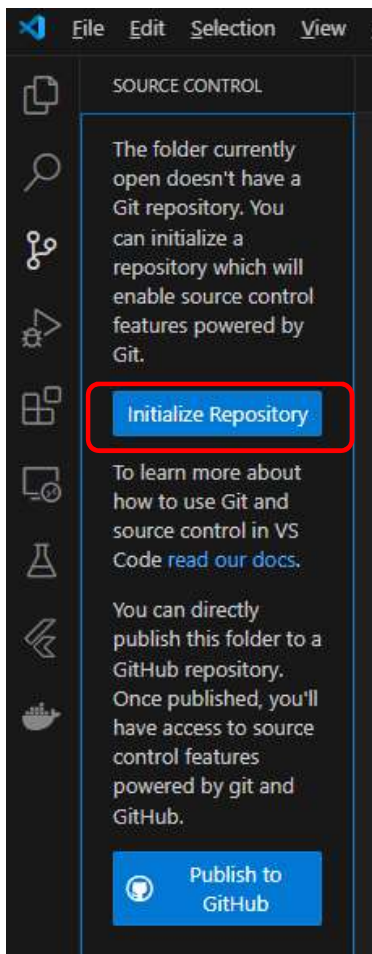 File Edit Selection View
SOURCE CONTROL
The folder currently
open doesn't have a
Git repository. You
can initialize a
repository which will
enable source control
features powered by
Git.
Initialize Repository
To learn more about
how to use Git and
source control in VS
Code read our docs.
You can directly
publish this folder to a
GitHub repository.
Once published, you'll
have access to source
control features
powered by git and
GitHub.
Publish to
GitHub